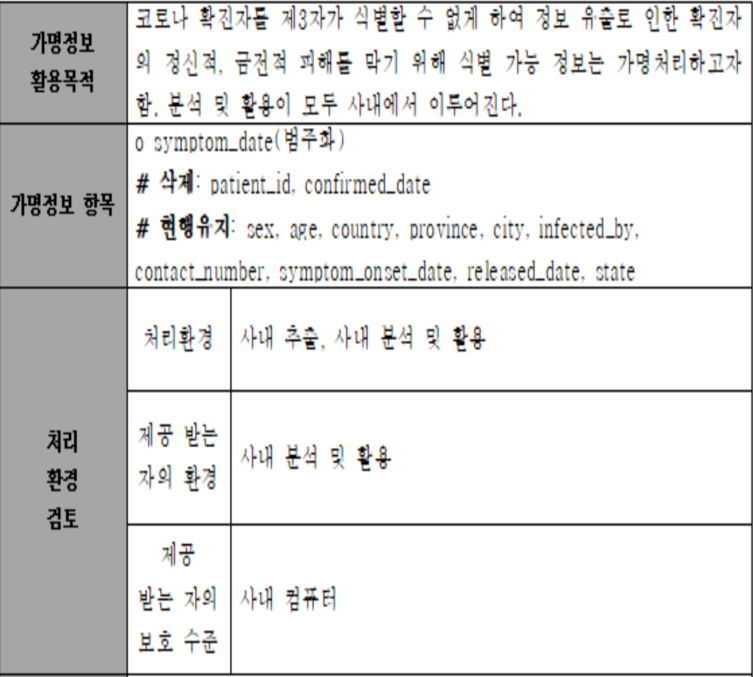 가명정보
활용목적
코로나 확진자들 제3자가 식별할 수 없게 하여 정보 유출로 인한 확진자
의 정신적, 금전적 피해를 막기 위해 식별 가능 정보는 가명처리하고자
함. 분석 및 활용이 모두 사내에서 이루어진다.
가명정보 항목
o symptom_date(범주화)
# 삭제: patient_id, confirmed_date
# 현행유지: sex, age, country, province, city, infected_by,
contact_number, symptom_onset_date, released_date, state
처리
환경
검토
처리환경
사내 추출, 사내 분석 및 활용
제공 받는
자의 환경
사내 분석 및 활용
제공
받는 자의
보호 수준
사내 컴퓨터